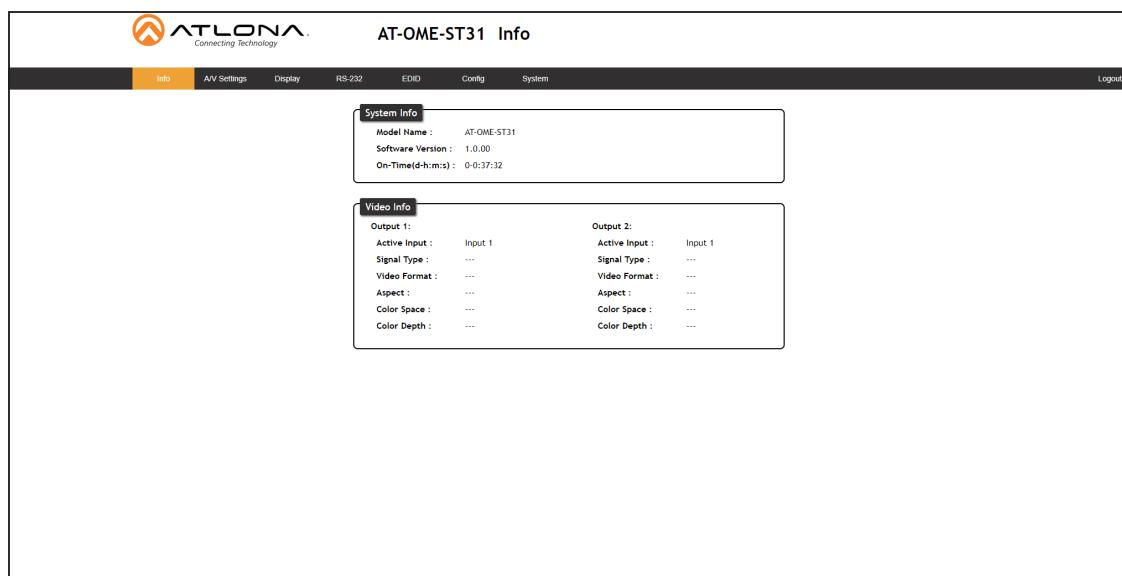 ATLONA.
Connecting Technology
AT-OME-ST31 Info
Info A/V Settings Display RS-232 EDID Config System Logout
System Info
Model Name : AT-OME-ST31
Software Version : 1.0.00
On-Time(d-h:m:s) : 0-0:37:32
Video Info
Output 1: Output 2:
Active Input : Input 1 Active Input : Input 1
Signal Type : --- Signal Type : ---
Video Format : --- Video Format : ---
Aspect : --- Aspect : ---
Color Space : --- Color Space : ---
Color Depth : --- Color Depth : ---